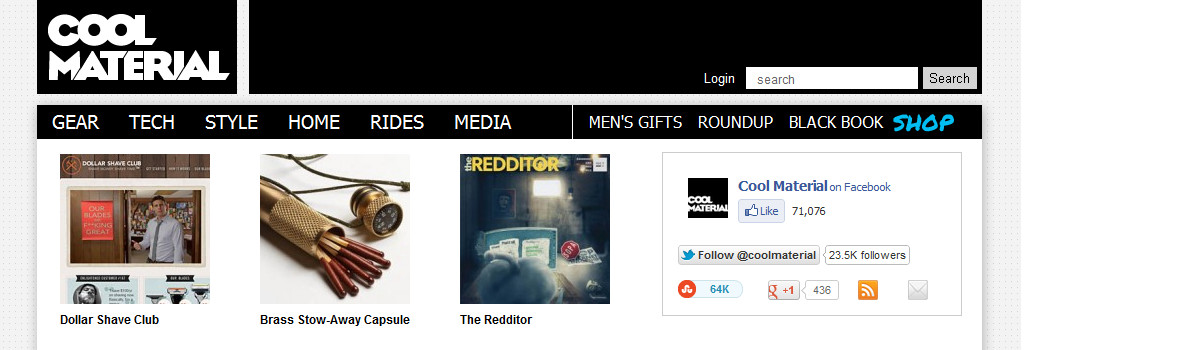 COOL
MATERIAL
Login
search
Search
GEAR TECH STYLE HOME RIDES MEDIA
MEN'S GIFTS ROUNDUP BLACK BOOK SHOP
DOLLAR SHAVE CLUB
OUR
BLADES
ARE
F**KING
GREAT
OUR BLADES
Dollar Shave Club
Brass Stow-Away Capsule
the REDDITOR
The Redditor
COOL
MATERIAL
Cool Material on Facebook
Like 71,076
Follow @coolmaterial 23.5K followers
64K
g +1 436